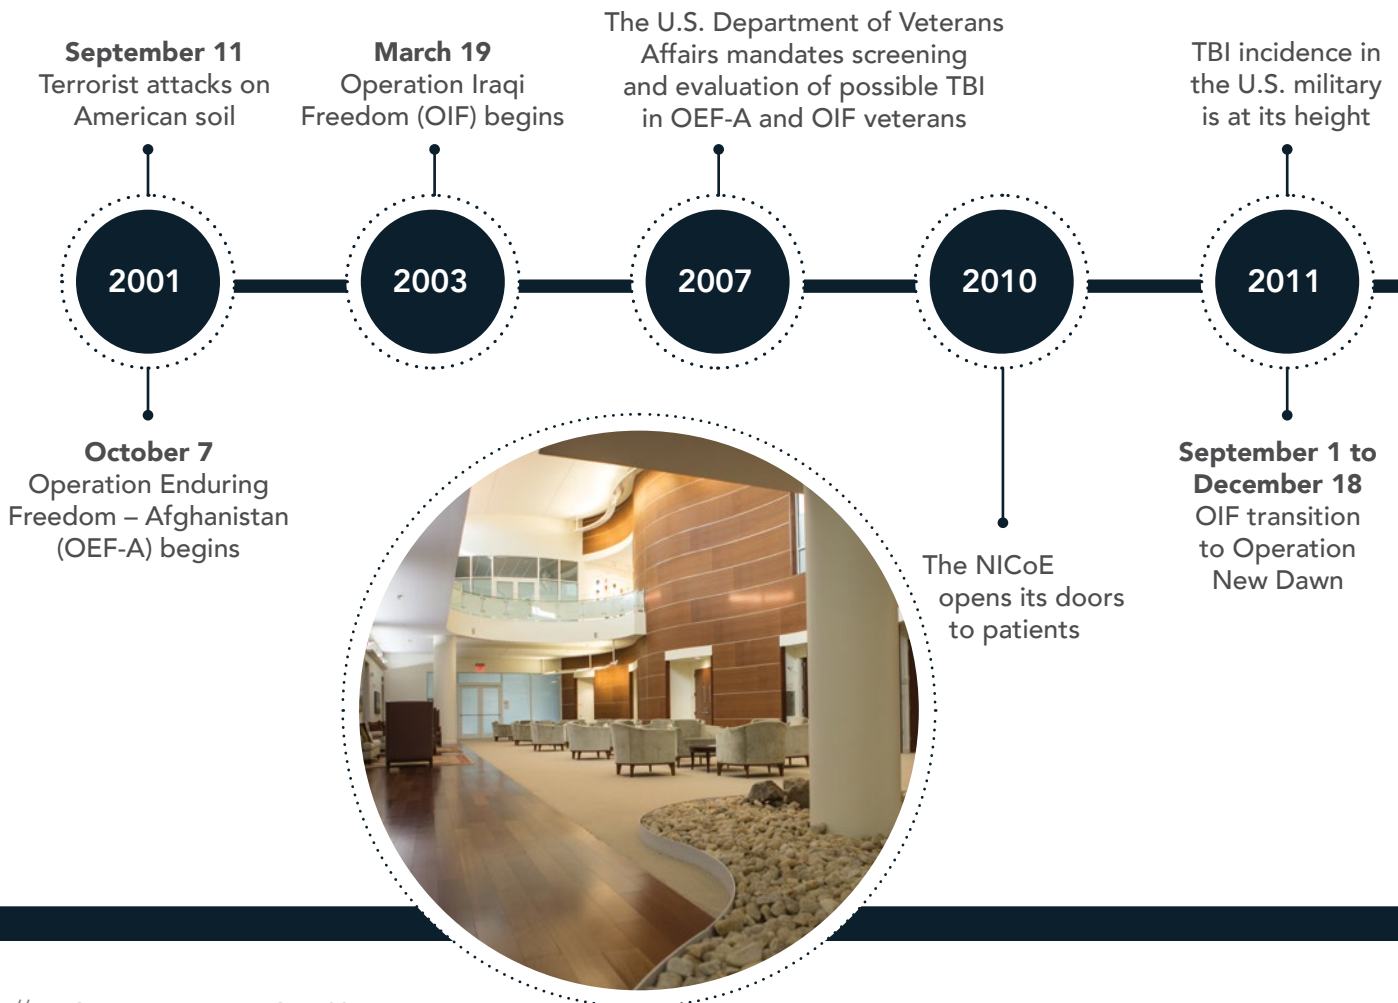 September 11
Terrorist attacks on
American soil
March 19
Operation Iraqi
Freedom (OIF) begins
The U.S. Department of Veterans
Affairs mandates screening
and evaluation of possible TBI
in OEF-A and OIF veterans
TBI incidence in
the U.S. military
is at its height
2001
2003
2007
2010
2011
October 7
Operation Enduring
Freedom – Afghanistan
(OEF-A) begins
The NICoE
opens its doors
to patients
September 1 to
December 18
OIF transition
to Operation
New Dawn